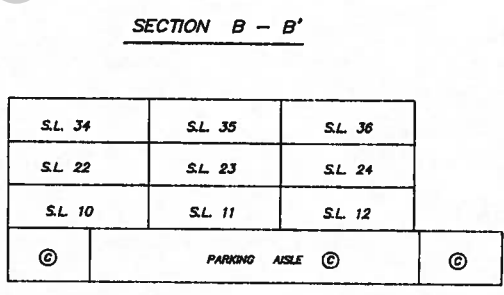 SECTION B - B'
S.L. 34 S.L. 35 S.L. 36
S.L. 22 S.L. 23 S.L. 24
S.L. 10 S.L. 11 S.L. 12
© PARKING AISLE © ©